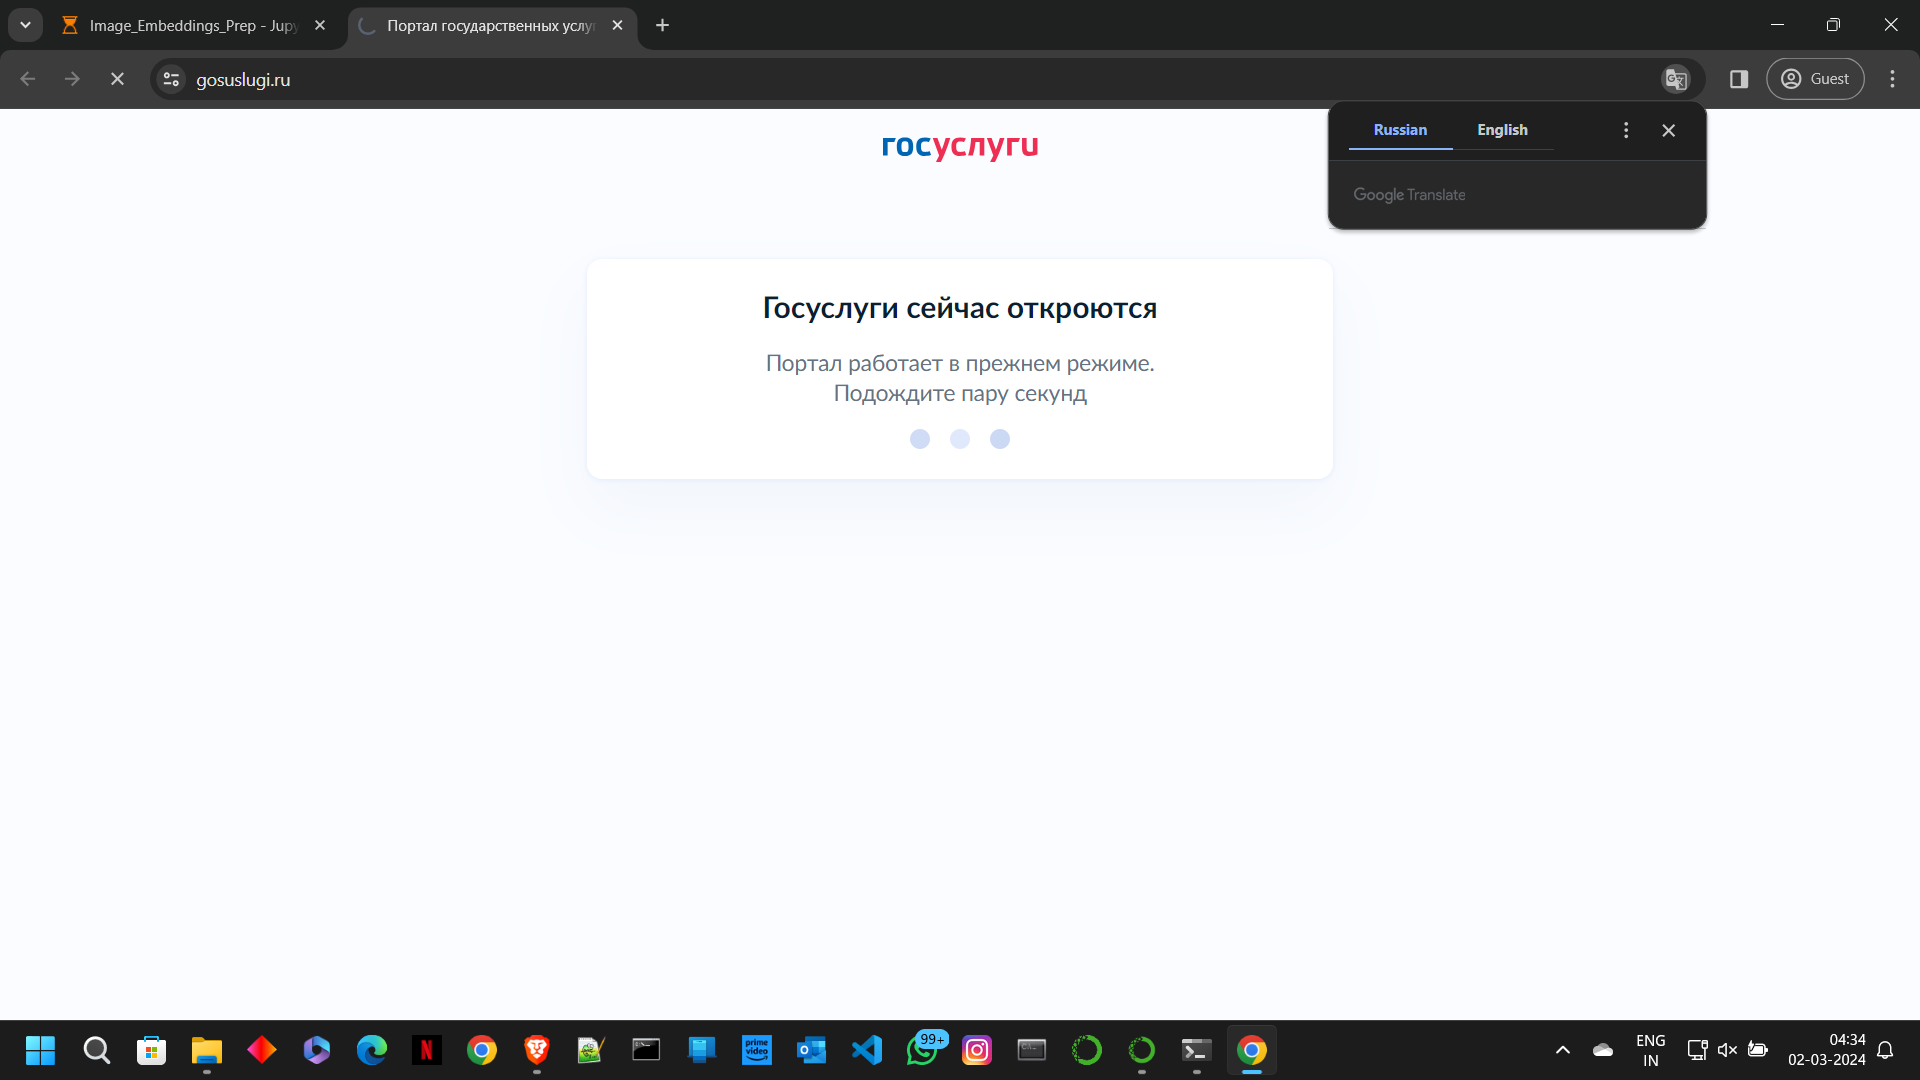 Image_Embeddings_Prep - Jupy
Портал государственных услу
gosuslugi.ru
Guest
госуслуги
Russian
English
Google Translate
Госуслуги сейчас откроются
Портал работает в прежнем режиме.
Подождите пару секунд
prime video
99+
ENG
IN
04:34
02-03-2024